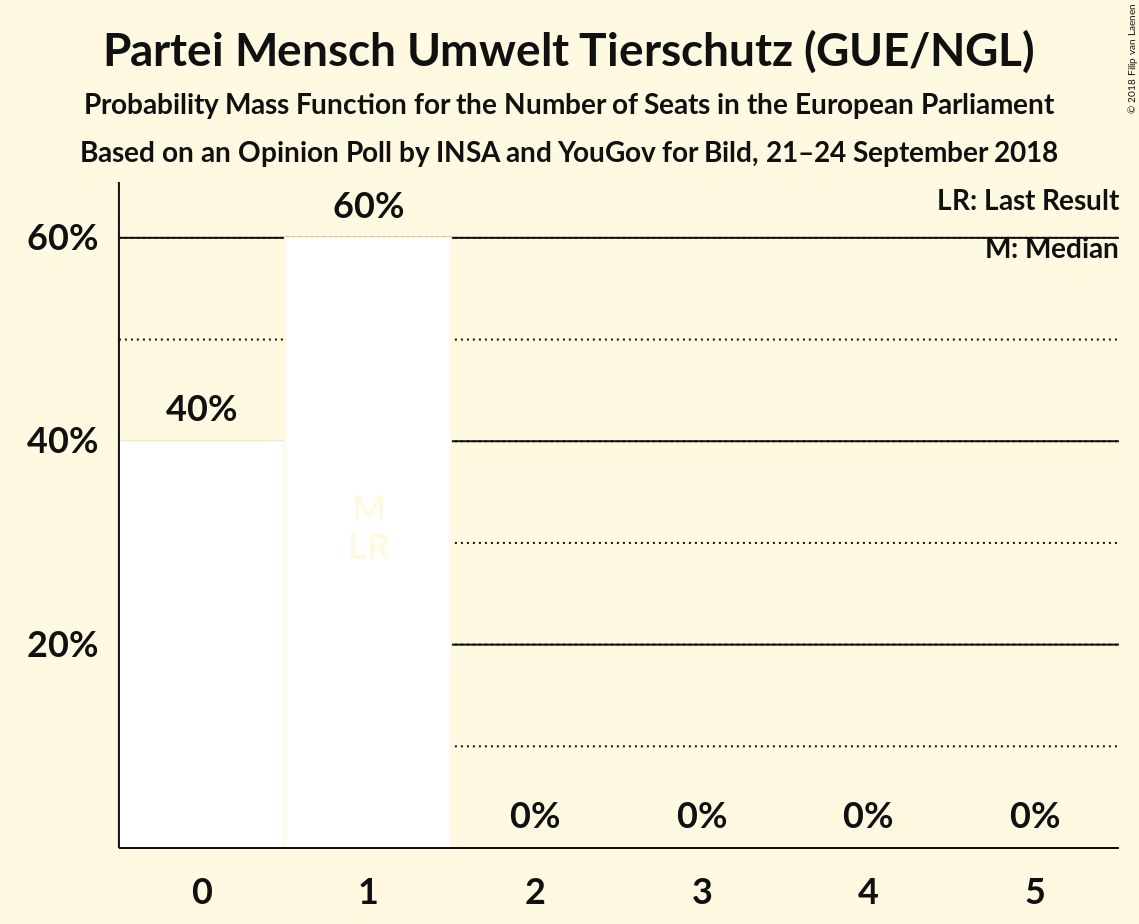 Partei Mensch Umwelt Tierschutz (GUE/NGL)
Probability Mass Function for the Number of Seats in the European Parliament
Based on an Opinion Poll by INSA and YouGov for Bild, 21–24 September 2018
© 2018 Filip van Laenen
LR: Last Result
M: Median
60%
40%
20%
40%
60%
M
LR
0%
0%
0%
0%
0 1 2 3 4 5